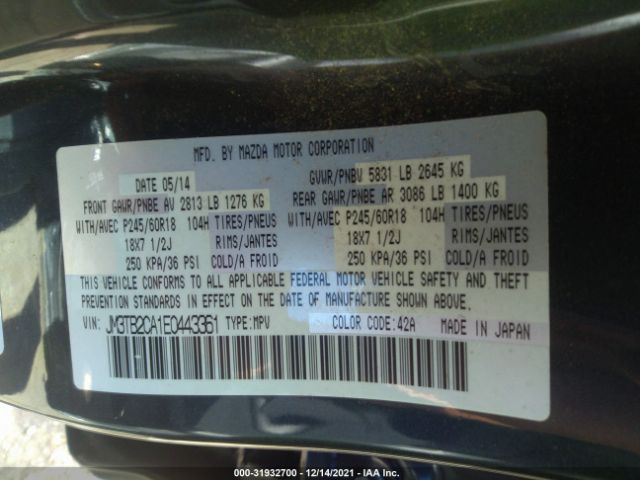 MFD. BY MAZDA MOTOR CORPORATION
DATE 05/14 GVWR/PNBV 5831 LB 2645 KG
FRONT GAWR/PNBE AV 2813 LB 1276 KG REAR GAWR/PNBE AR 3086 LB 1400 KG
WITH/AVEC P245/60R18 104H TIRES/PNEUS WITH/AVEC P245/60R18 104H TIRES/PNEUS
18X7 1/2J RIMS/JANTES 18X7 1/2J RIMS/JANTES
250 KPA/36 PSI COLD/A FROID 250 KPA/36 PSI COLD/A FROID
THIS VEHICLE CONFORMS TO ALL APPLICABLE FEDERAL MOTOR VEHICLE SAFETY AND THEFT
PREVENTION STANDARDS IN EFFECT ON THE DATE OF MANUFACTURE SHOWN ABOVE.
VIN: JM3TB2CA1E0443361 TYPE:MPV COLOR CODE:42A MADE IN JAPAN
000-31932700 - 12/14/2021 - IAA Inc.